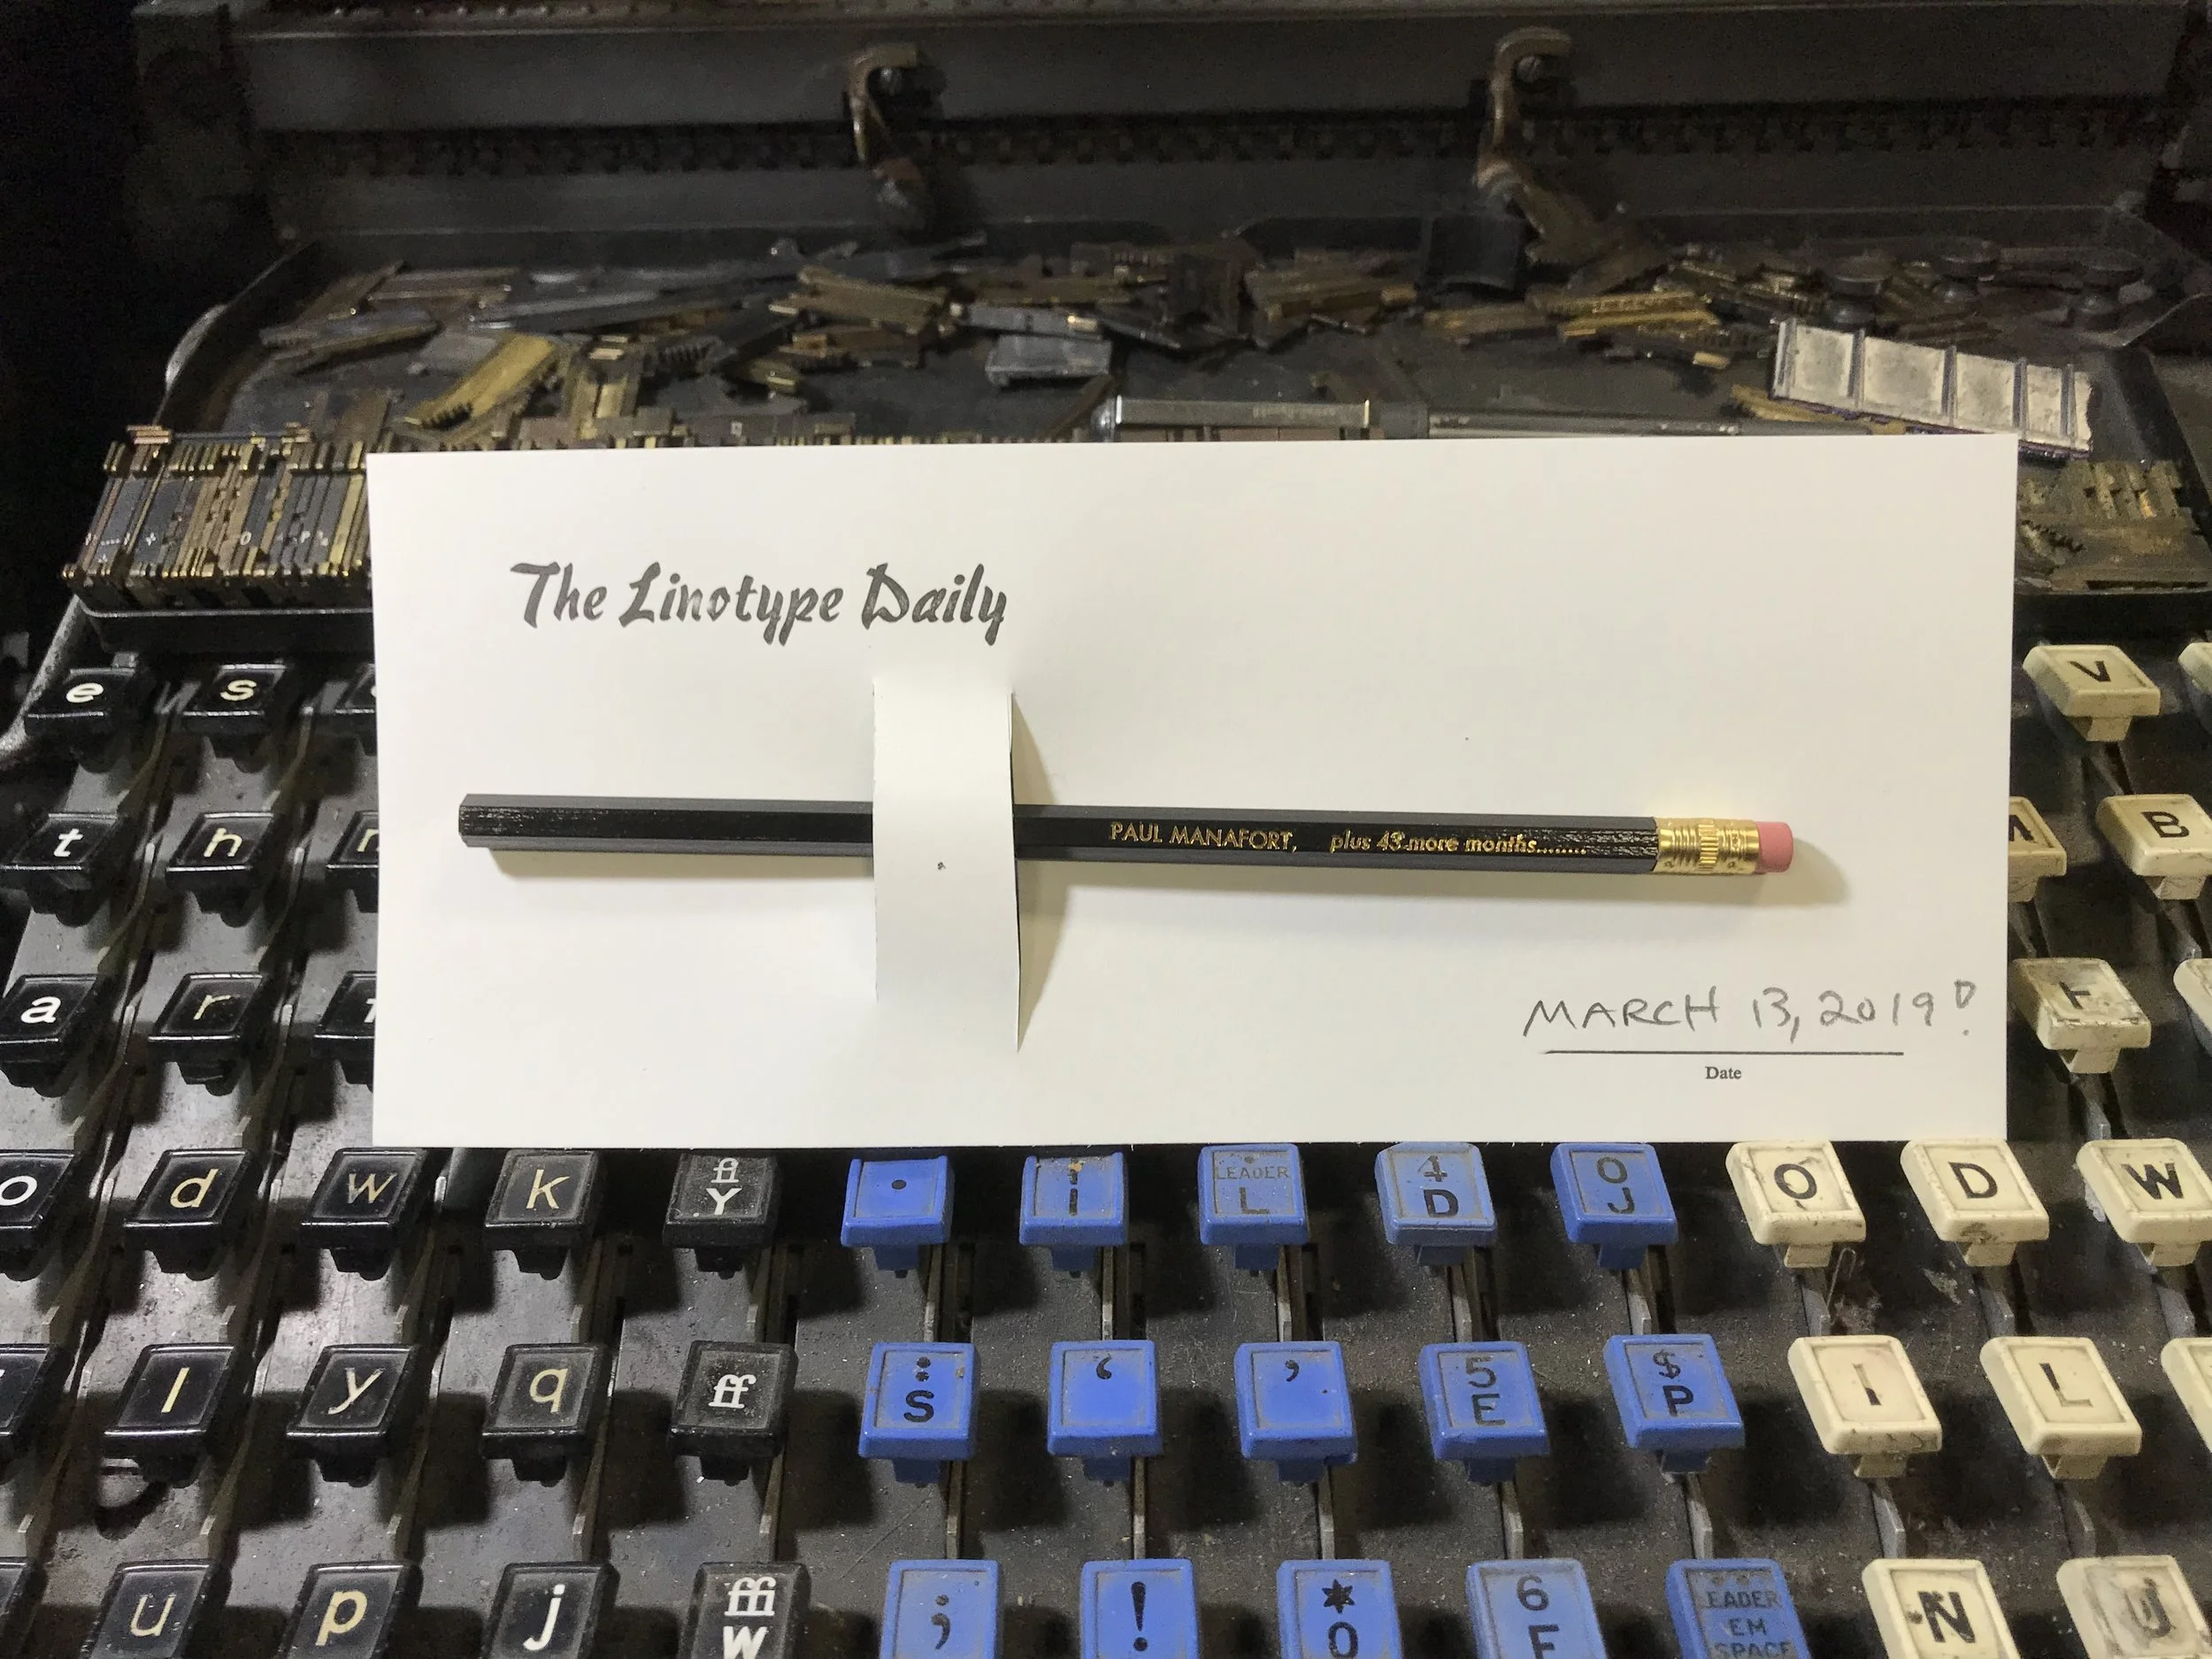 The Linotype Daily
PAUL MANAFORT, plus 43 more months........
MARCH 13, 2019!
Date
e s V
t h B
a r
o d w k fi Y • I LEADER L 4 D 0 J O D W
l y q ff : S ‘ ’ 5 E $ P I L
u p j ffi W ; ! * O 6 F LEADER EM SPACE N U